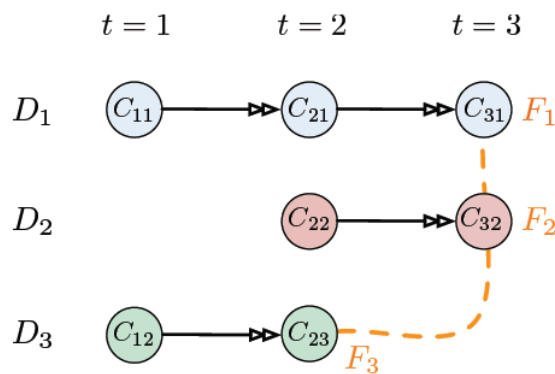 t = 1 t = 2 t = 3
D₁ C₁₁ C₂₁ C₃₁ F₁
D₂ C₂₂ C₃₂ F₂
D₃ C₁₂ C₂₃
F₃